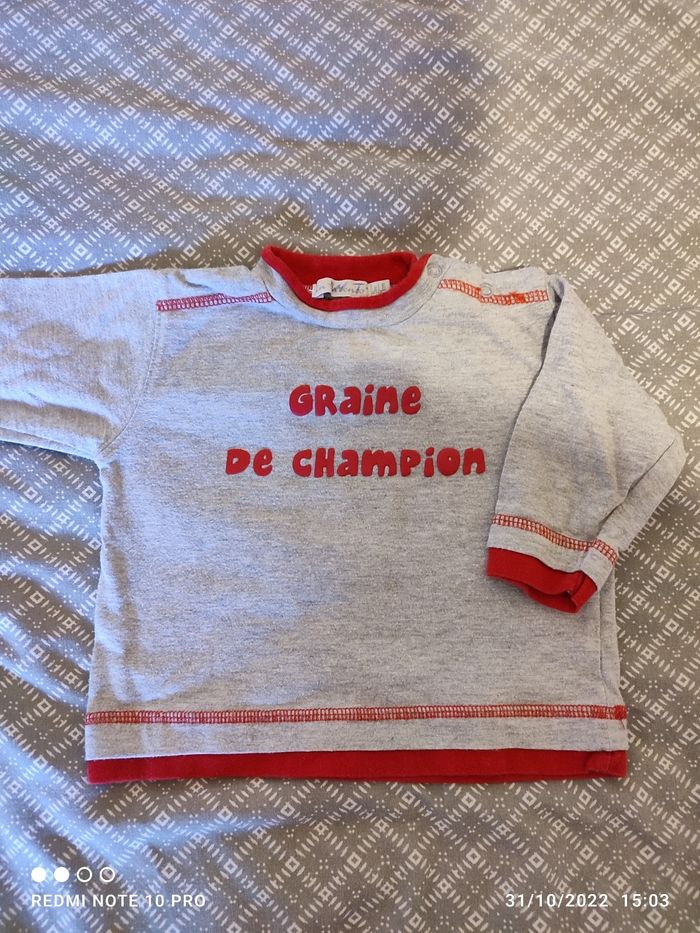 GRaine
De CHampion
REDMI NOTE 10 PRO
31/10/2022 15:03